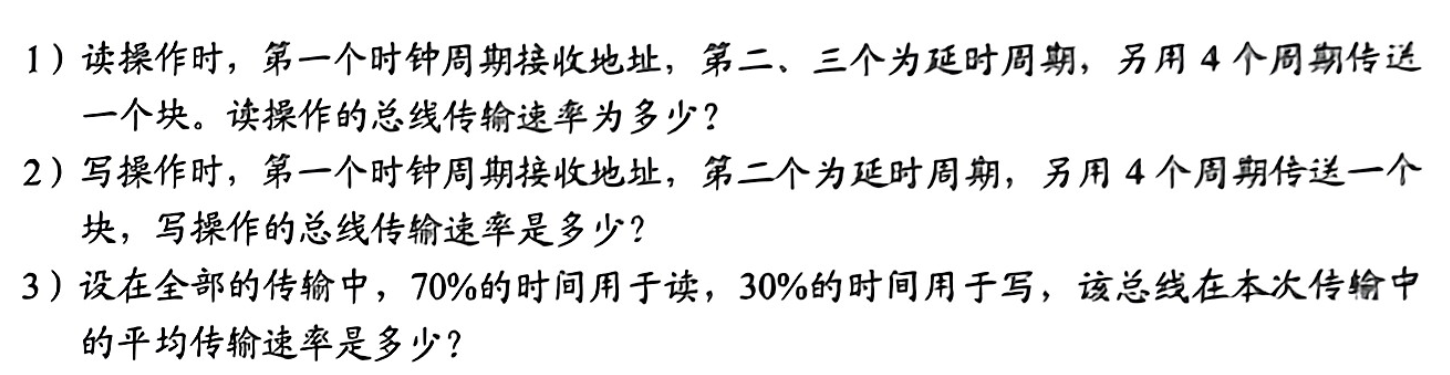 1）读操作时，第一个时钟周期接收地址，第二、三个为延时周期，另用 4 个周期传送
一个块。读操作的总线传输速率为多少？
2）写操作时，第一个时钟周期接收地址，第二个为延时周期，另用 4 个周期传送一个
块，写操作的总线传输速率是多少？
3）设在全部的传输中，70%的时间用于读，30%的时间用于写，该总线在本次传输中
的平均传输速率是多少？